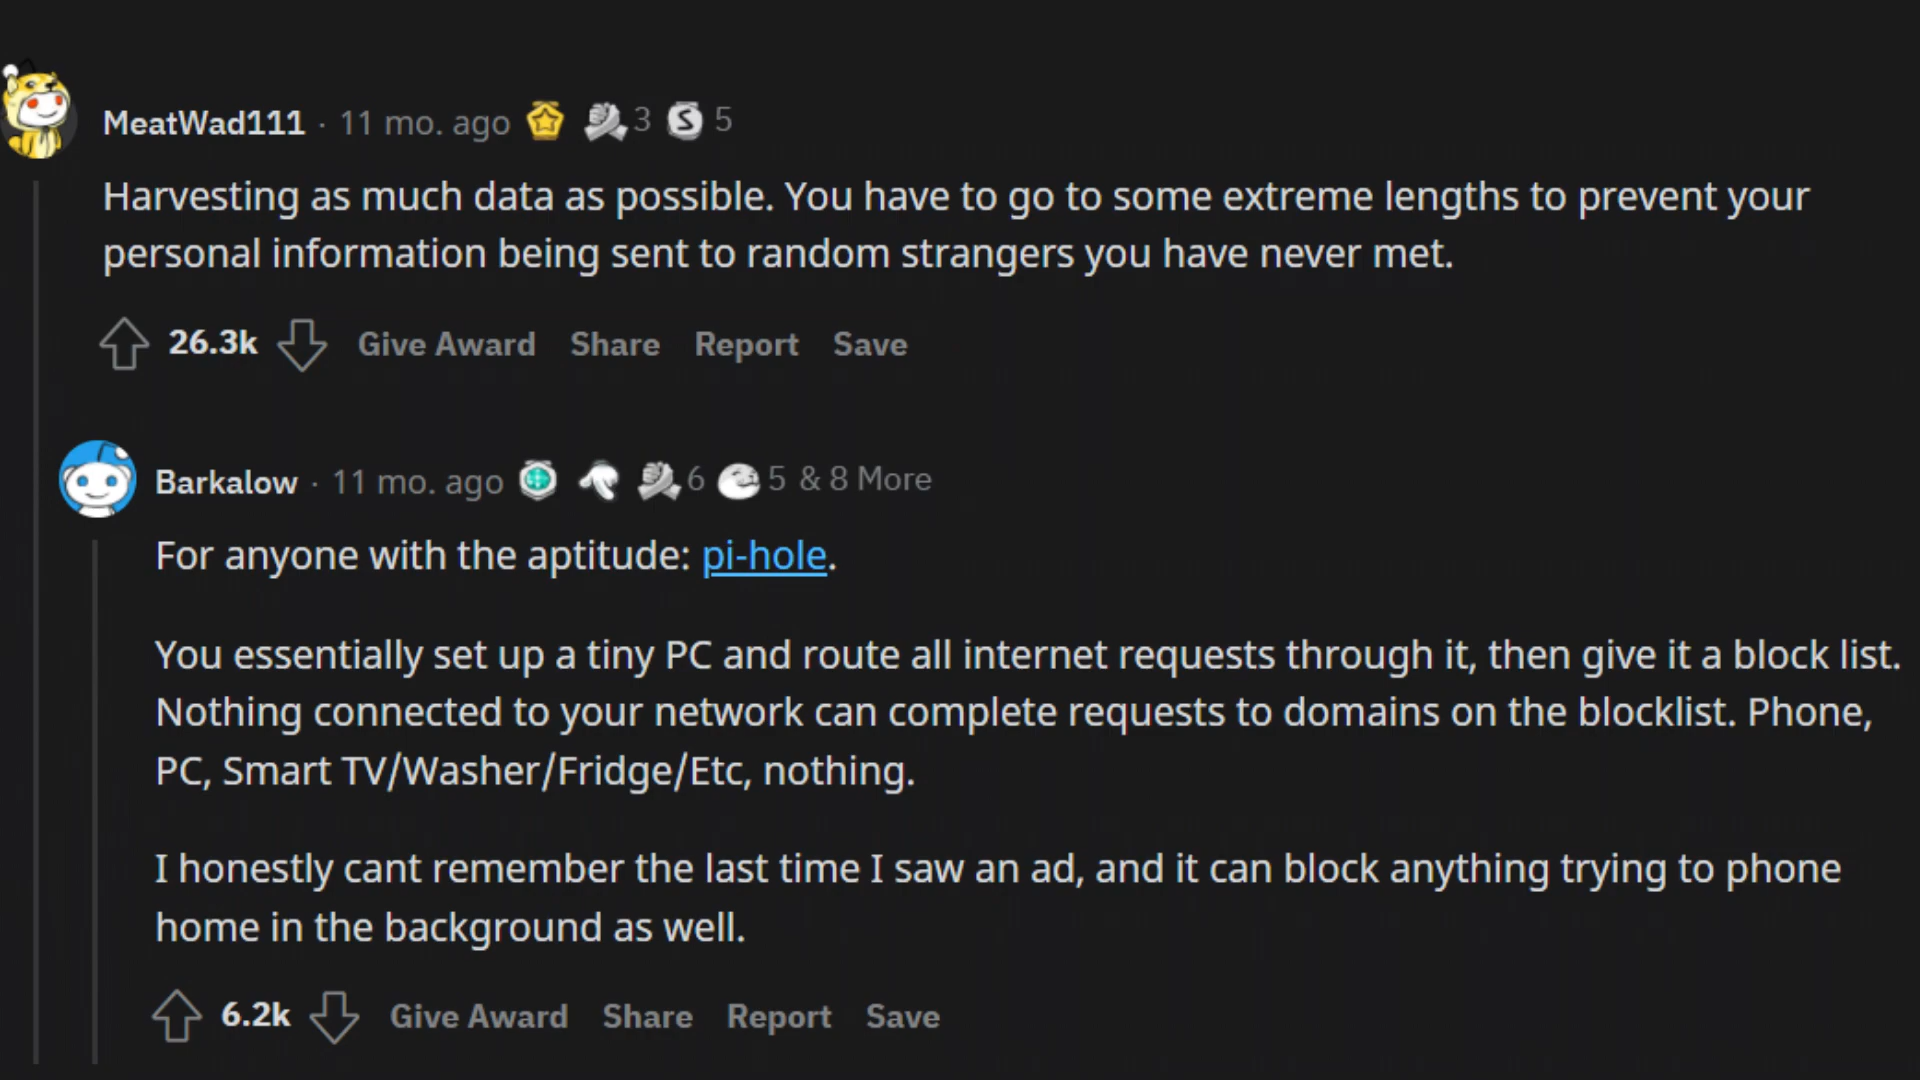 MeatWad111 · 11 mo. ago 3 S 5
Harvesting as much data as possible. You have to go to some extreme lengths to prevent your
personal information being sent to random strangers you have never met.
26.3k Give Award Share Report Save
Barkalow · 11 mo. ago 6 5 & 8 More
For anyone with the aptitude: pi-hole.
You essentially set up a tiny PC and route all internet requests through it, then give it a block list.
Nothing connected to your network can complete requests to domains on the blocklist. Phone,
PC, Smart TV/Washer/Fridge/Etc, nothing.
I honestly cant remember the last time I saw an ad, and it can block anything trying to phone
home in the background as well.
6.2k Give Award Share Report Save